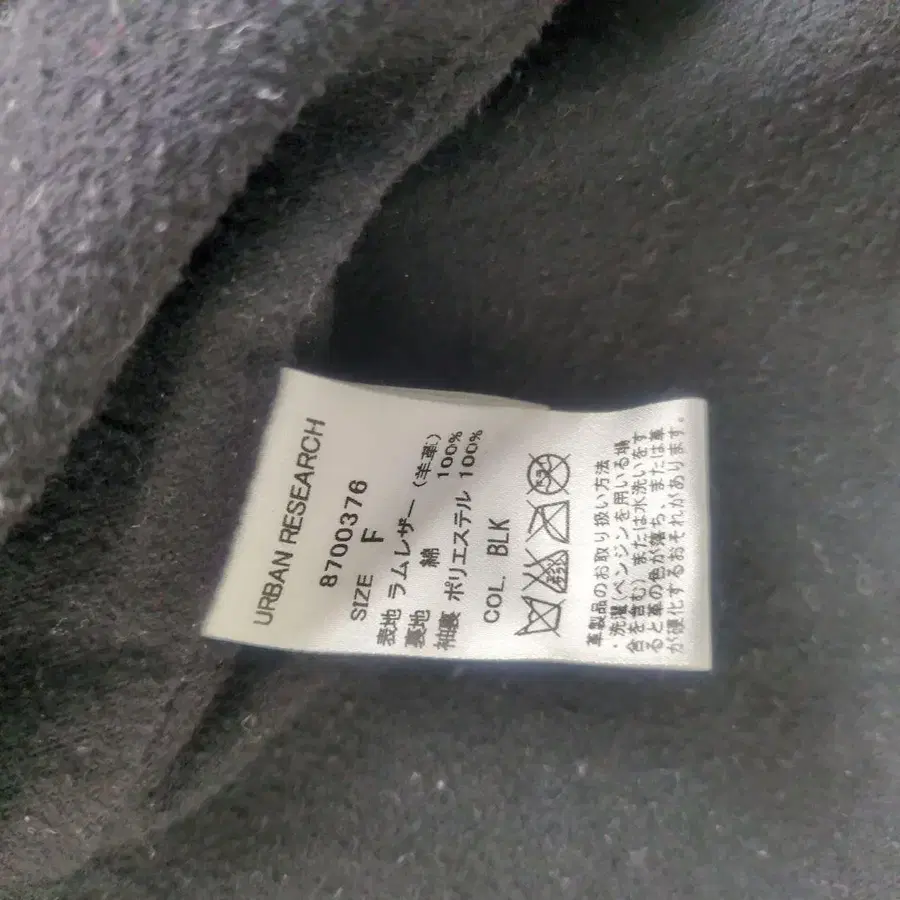 URBAN RESEARCH
8700376
SIZE F
表地 ラムレザー (羊革)
裏地 綿 100%
袖裏 ポリエステル 100%
COL. BLK
革製品のお取り扱い方法
・洗濯(ベンジンを用いる場
合を含む)または水洗いをす
ると革の色が落ち、または革
が硬化するおそれがあります。